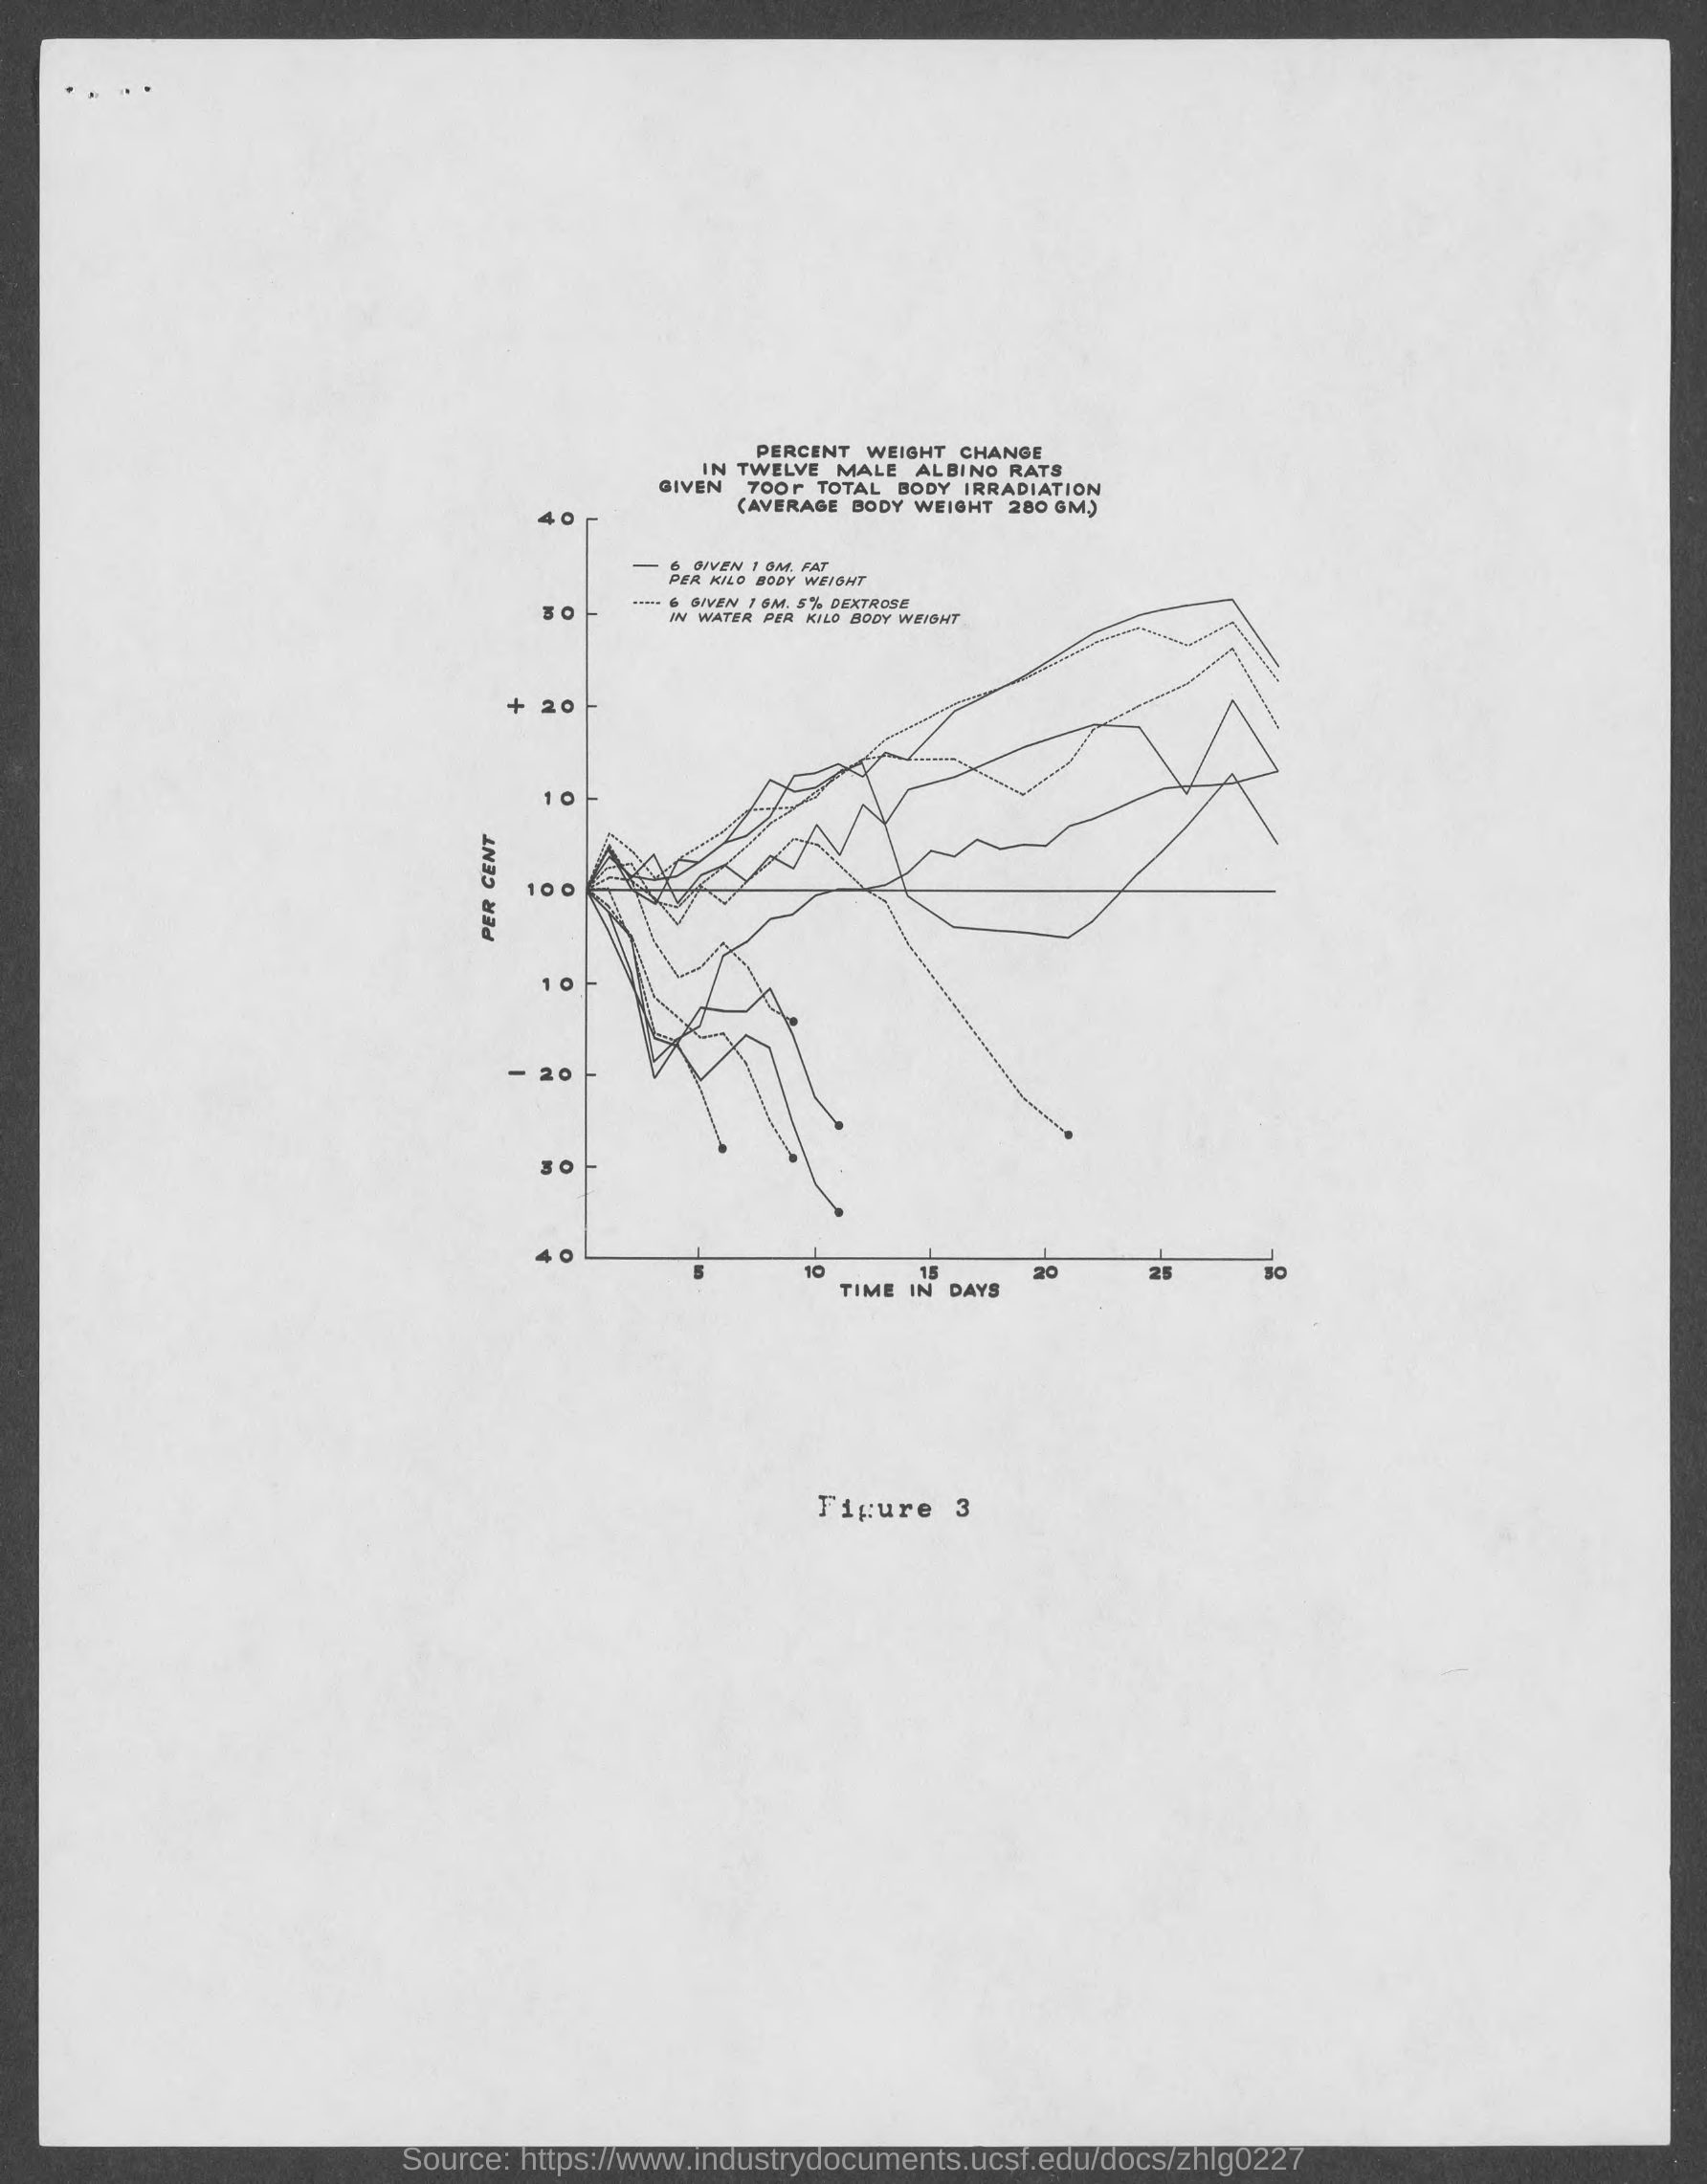 PERCENT WEIGHT CHANGE
IN TWELVE MALE ALBINO RATS
GIVEN 700r TOTAL BODY IRRADIATION
(AVERAGE BODY WEIGHT 280 GM.)
40
6 GIVEN 1 GM. FAT
PER KILO BODY WEIGHT
6 GIVEN 1 GM. 5% DEXTROSE
IN WATER PER KILO BODY WEIGHT
30
+ 20
10
PER CENT
100
10
- 20
30
40
5 10 15 20 25 30
TIME IN DAYS
Figure 3
Source: https://www.industrydocuments.ucsf.edu/docs/zhlg0227